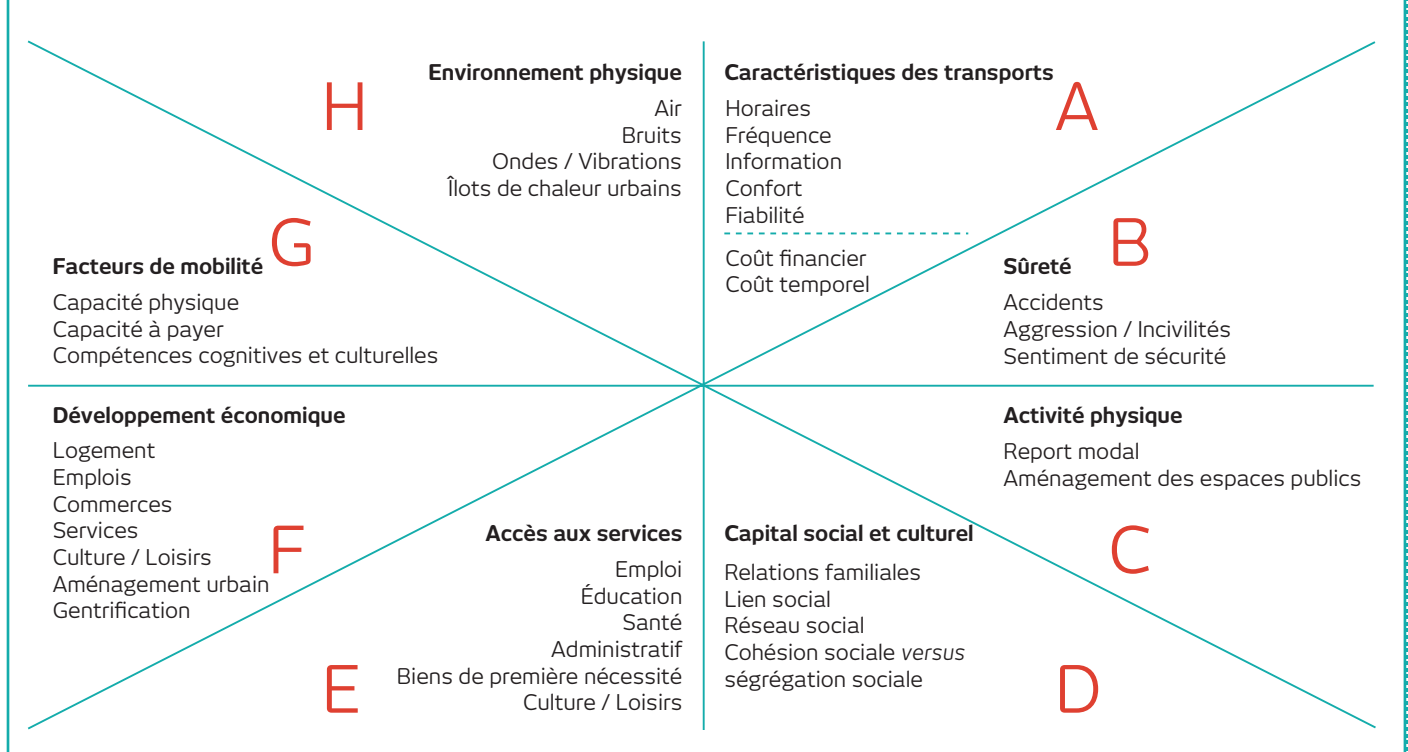 H
Environnement physique
Air
Bruits
Ondes / Vibrations
Îlots de chaleur urbains
A
Caractéristiques des transports
Horaires
Fréquence
Information
Confort
Fiabilité
Coût financier
Coût temporel
G
Facteurs de mobilité
Capacité physique
Capacité à payer
Compétences cognitives et culturelles
B
Sûreté
Accidents
Aggression / Incivilités
Sentiment de sécurité
Développement économique
Logement
Emplois
Commerces
Services
Culture / Loisirs
Aménagement urbain
Gentrification
F
Accès aux services
Emploi
Éducation
Santé
Administratif
Biens de première nécessité
Culture / Loisirs
E
Capital social et culturel
Relations familiales
Lien social
Réseau social
Cohésion sociale versus
ségrégation sociale
D
Activité physique
Report modal
Aménagement des espaces publics
C